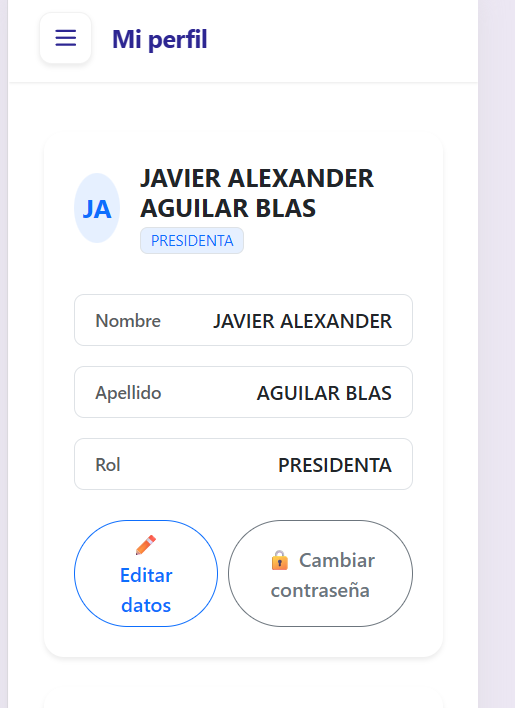 Mi perfil
JA
JAVIER ALEXANDER
AGUILAR BLAS
PRESIDENTA
Nombre JAVIER ALEXANDER
Apellido AGUILAR BLAS
Rol PRESIDENTA
Editar
datos
Cambiar
contraseña